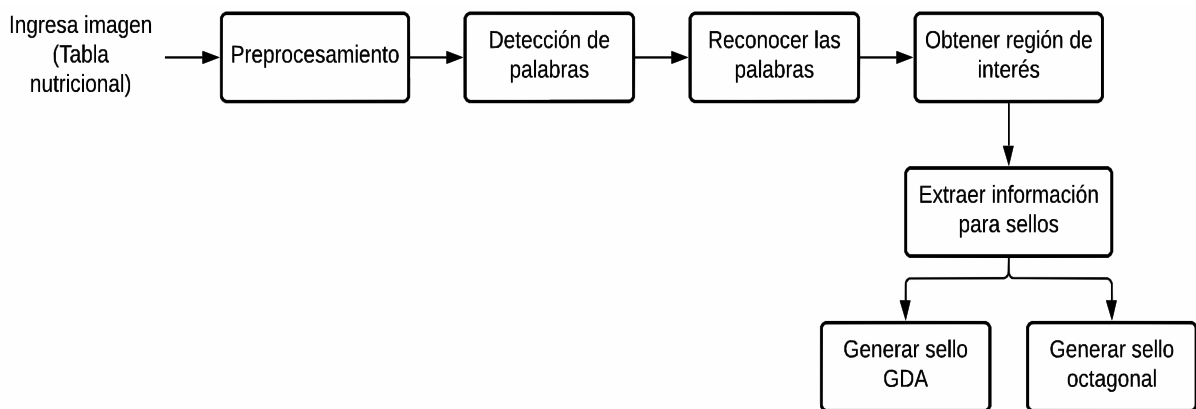 Ingresa imagen
(Tabla
nutricional)
Preprocesamiento
Detección de
palabras
Reconocer las
palabras
Obtener región de
interés
Extraer información
para sellos
Generar sello
GDA
Generar sello
octagonal